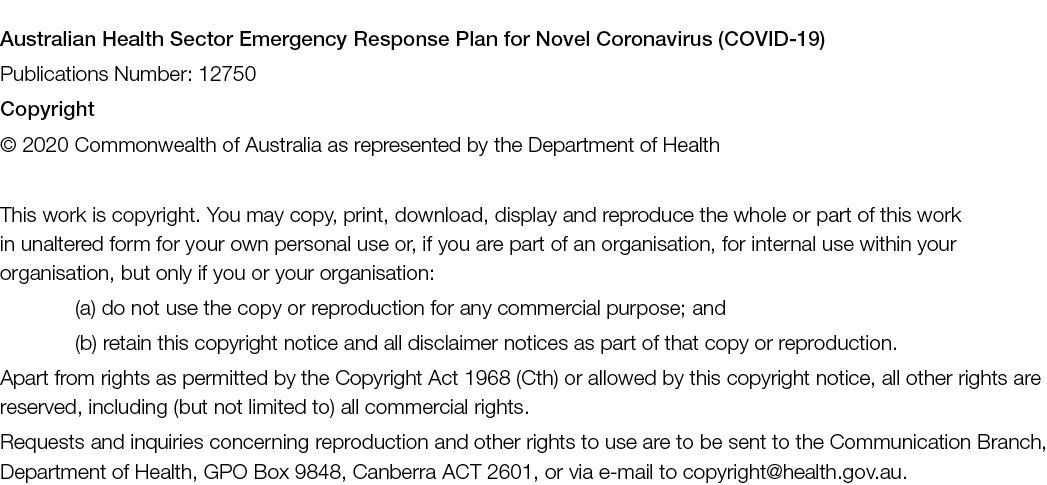 Australian Health Sector Emergency Response Plan for Novel Coronavirus (COVID-19)
Publications Number: 12750
Copyright
© 2020 Commonwealth of Australia as represented by the Department of Health
This work is copyright. You may copy, print, download, display and reproduce the whole or part of this work
in unaltered form for your own personal use or, if you are part of an organisation, for internal use within your
organisation, but only if you or your organisation:
(a) do not use the copy or reproduction for any commercial purpose; and
(b) retain this copyright notice and all disclaimer notices as part of that copy or reproduction.
Apart from rights as permitted by the Copyright Act 1968 (Cth) or allowed by this copyright notice, all other rights are
reserved, including (but not limited to) all commercial rights.
Requests and inquiries concerning reproduction and other rights to use are to be sent to the Communication Branch,
Department of Health, GPO Box 9848, Canberra ACT 2601, or via e-mail to copyright@health.gov.au.